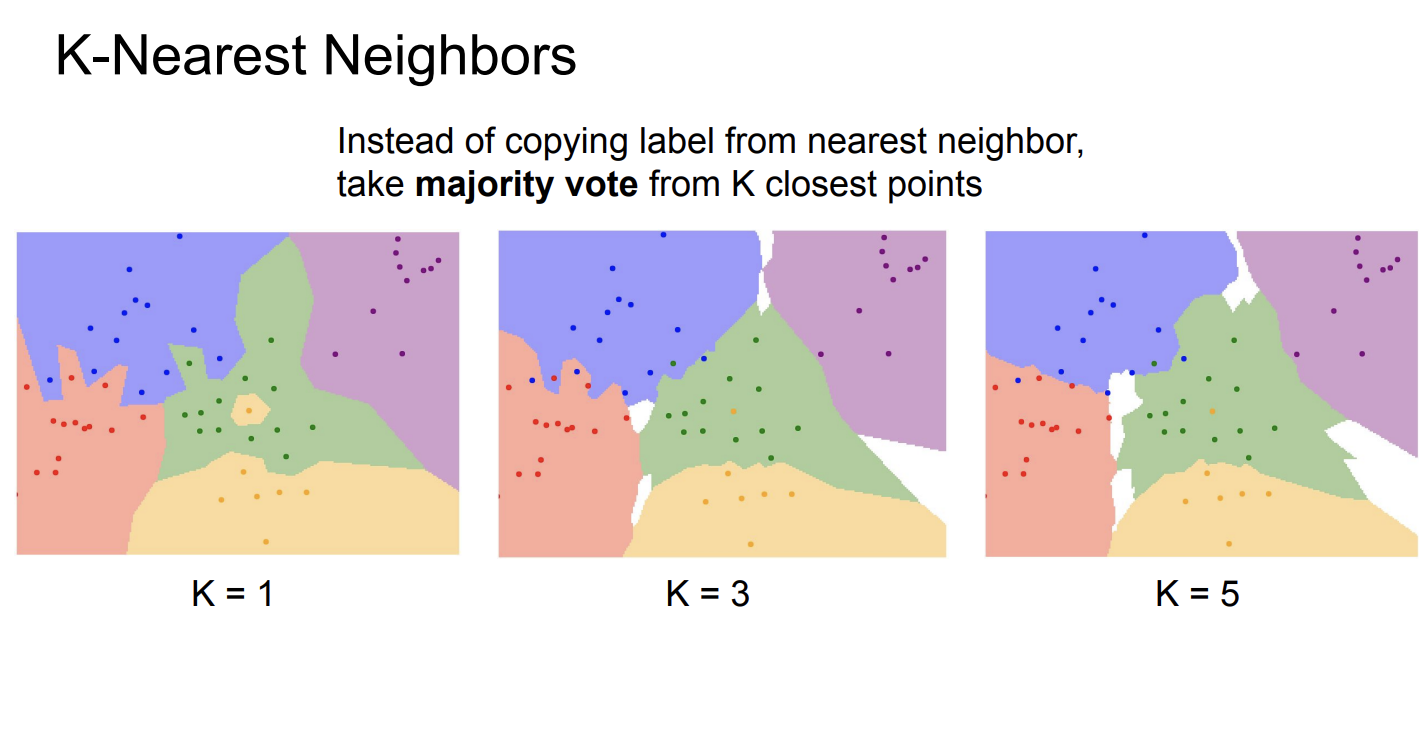 K-Nearest Neighbors
Instead of copying label from nearest neighbor,
take majority vote from K closest points
K = 1
K = 3
K = 5